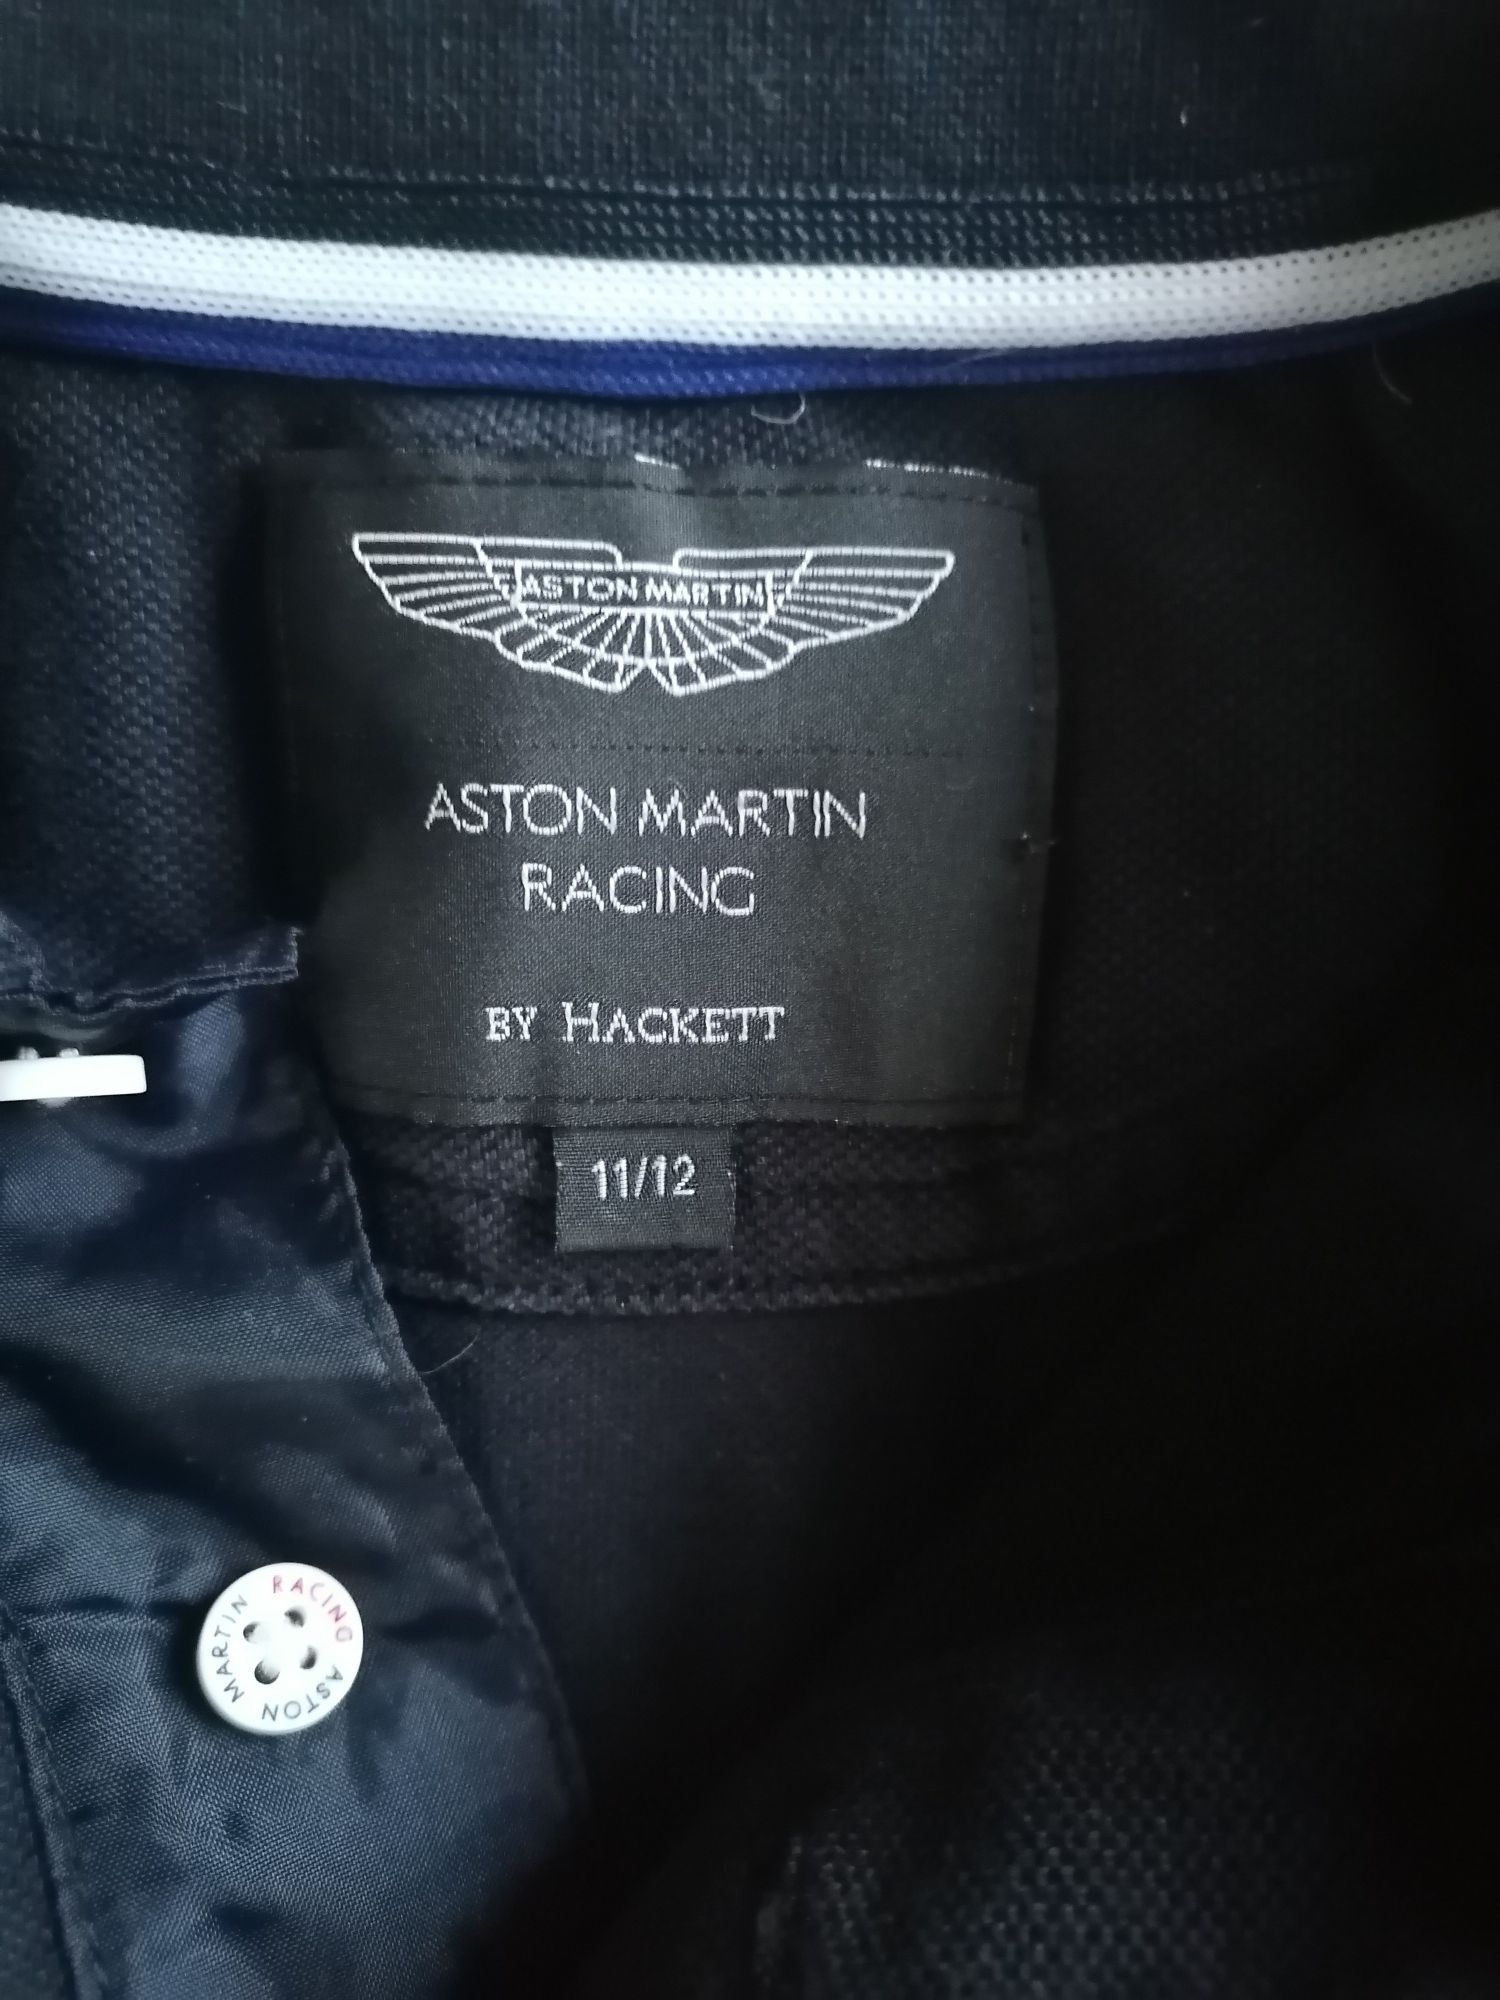 ASTON MARTIN
ASTON MARTIN
RACING
BY HACKETT
11/12
ASTON MARTIN RACING